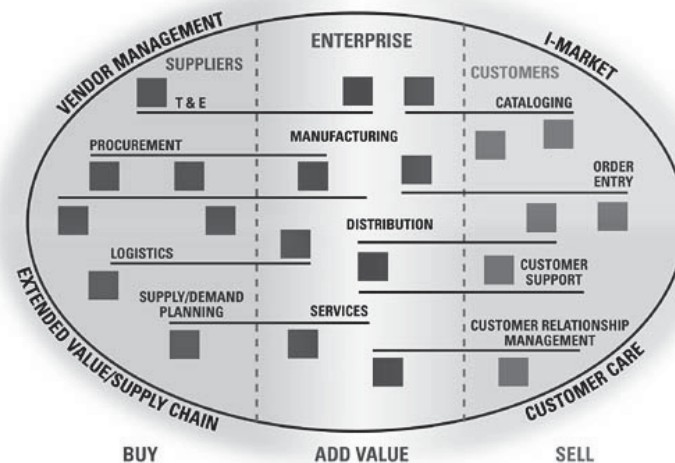 VENDOR MANAGEMENT
ENTERPRISE
I-MARKET
SUPPLIERS
CUSTOMERS
T & E
CATALOGING
PROCUREMENT
MANUFACTURING
ORDER
ENTRY
DISTRIBUTION
LOGISTICS
CUSTOMER
SUPPORT
SUPPLY/DEMAND
PLANNING
SERVICES
CUSTOMER RELATIONSHIP
MANAGEMENT
EXTENDED VALUE/SUPPLY CHAIN
CUSTOMER CARE
BUY
ADD VALUE
SELL